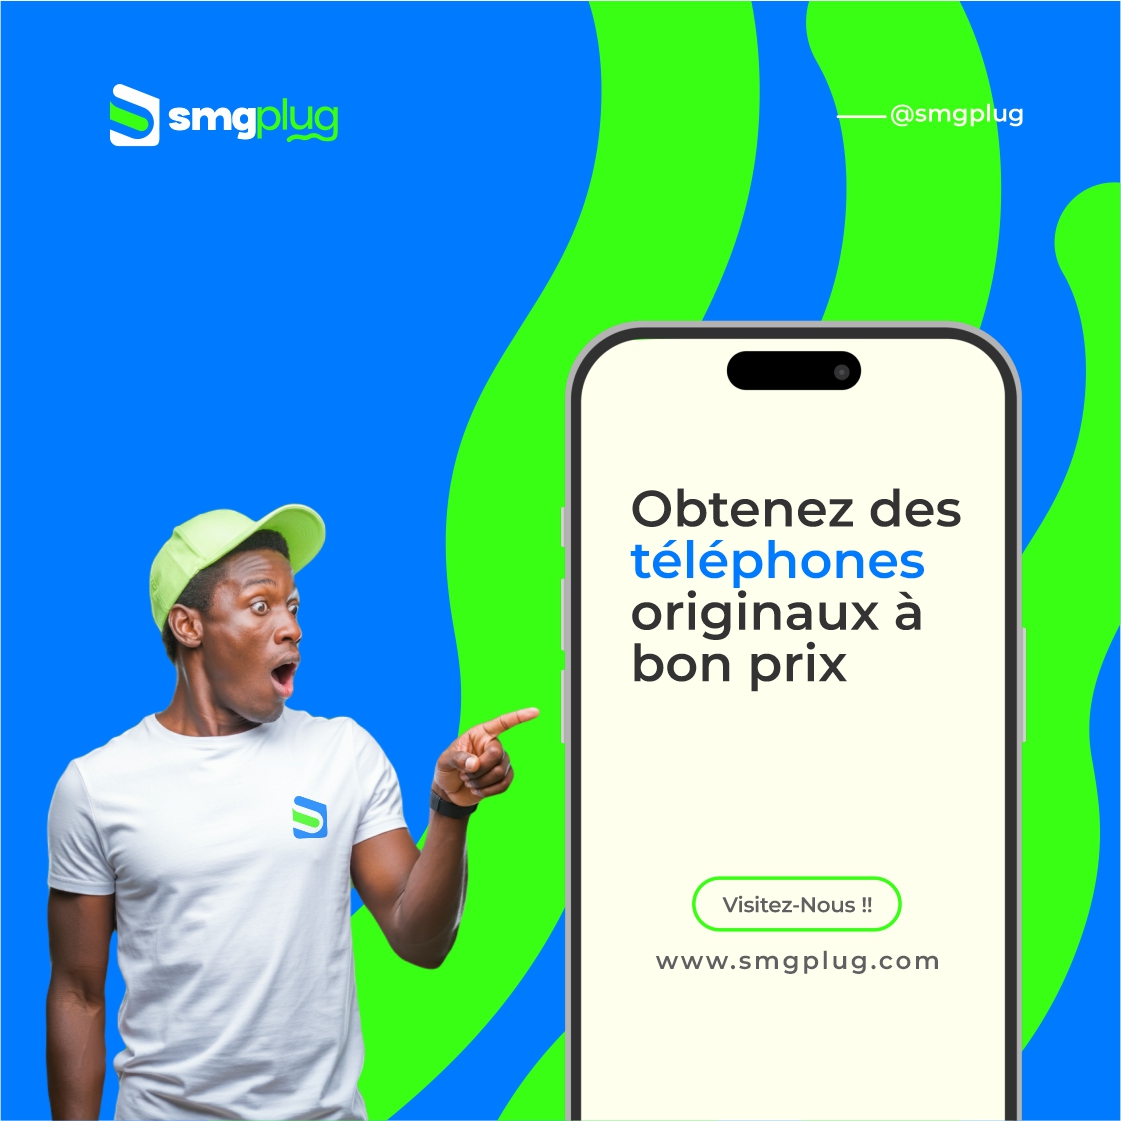 smgplug
@smgplug
Obtenez des
téléphones
originaux à
bon prix
Visitez-Nous !!
www.smgplug.com